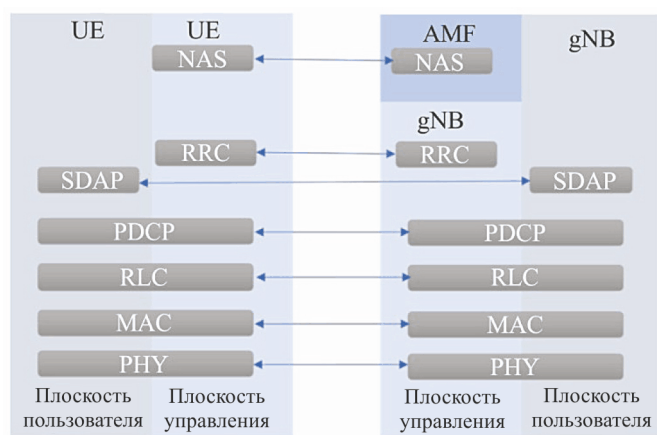 UE UE AMF gNB
NAS NAS
gNB
RRC RRC
SDAP SDAP
PDCP PDCP
RLC RLC
MAC MAC
PHY PHY
Плоскость Плоскость Плоскость Плоскость
пользователя управления управления пользователя